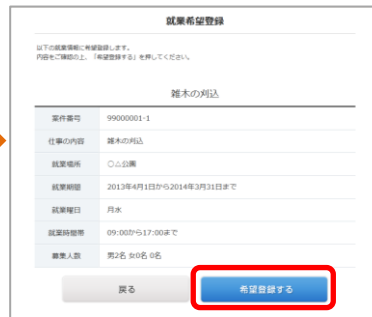 就業希望登録
以下の就業情報に希望登録します。
内容をご確認の上、「希望登録する」を押してください。
雑木の刈込
案件番号 99000001-1
仕事の内容 雑木の刈込
就業場所 ○△公園
就業期間 2013年4月1日から2014年3月31日まで
就業曜日 月水
就業時間帯 09:00から17:00まで
募集人数 男2名 女0名 0名
戻る 希望登録する